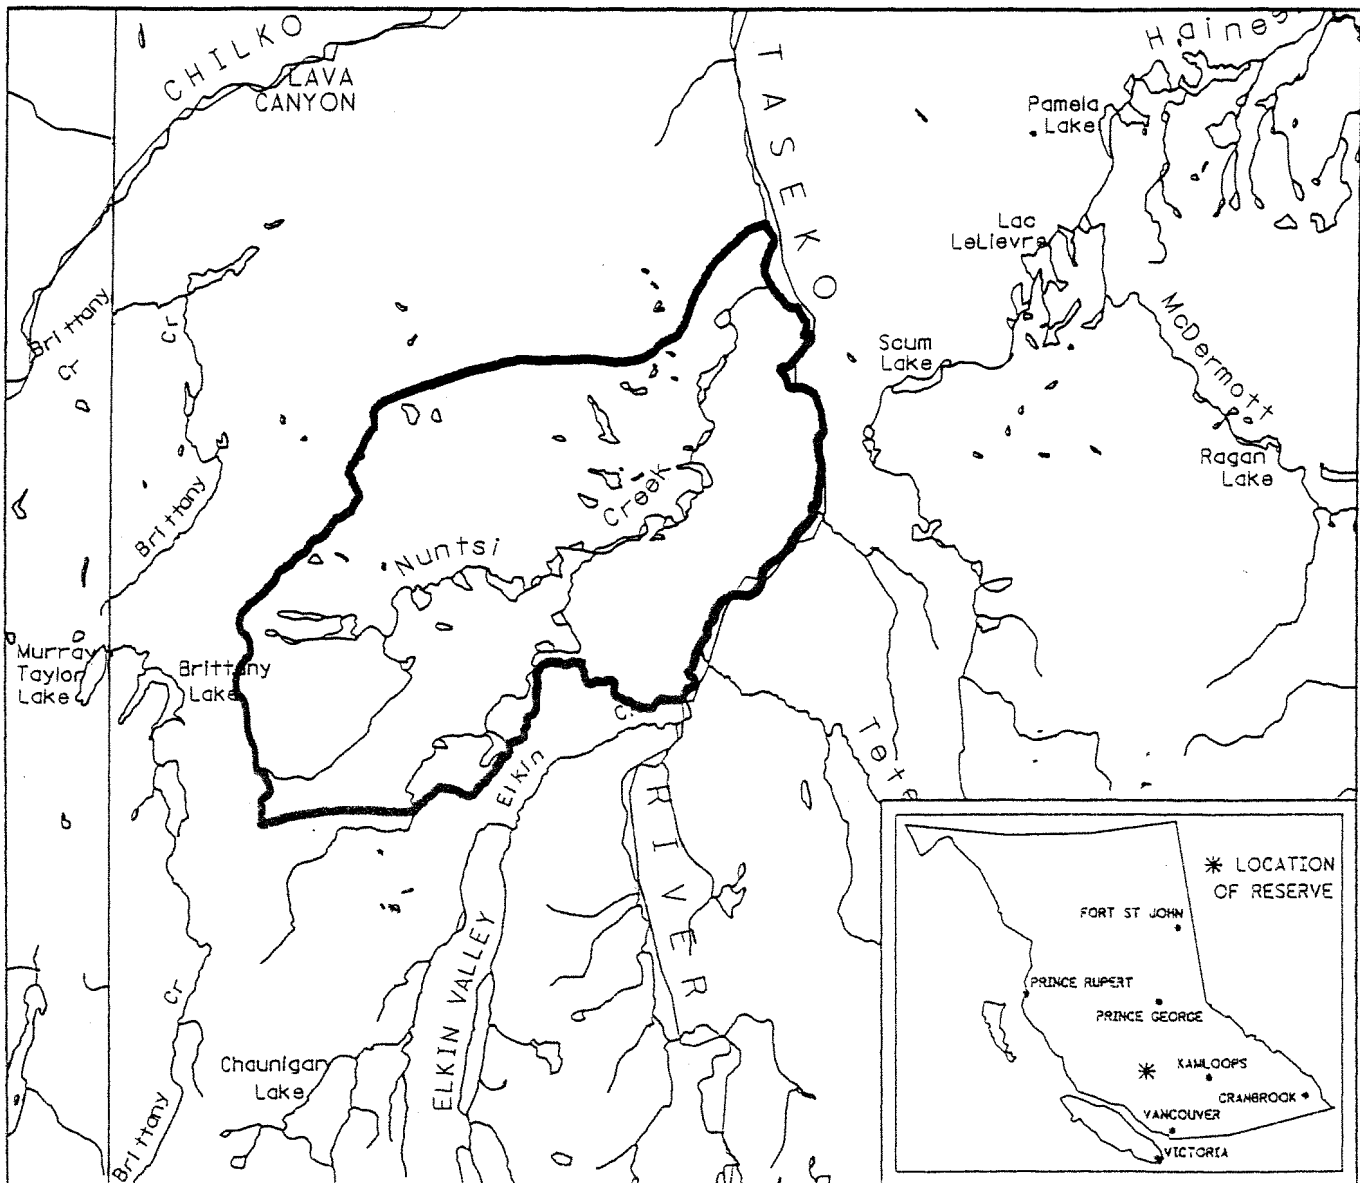 CHILKO
LAVA
CANYON
TASEKO
Haines
Pamela
Lake
Lac
LeLievre
Brittany
Cr
Cr
Scum
Lake
McDermott
Ragan
Lake
Brittany
Nuntsi
Creek
Murray
Taylor
Lake
Brittany
Lake
Cr
Elkin
Tete
RIVER
ELKIN VALLEY
Cr
Chaunigan
Lake
Brittany
LOCATION
OF RESERVE
FORT ST JOHN
PRINCE RUPERT
PRINCE GEORGE
KAMLOOPS
CRANBROOK
VANCOUVER
VICTORIA